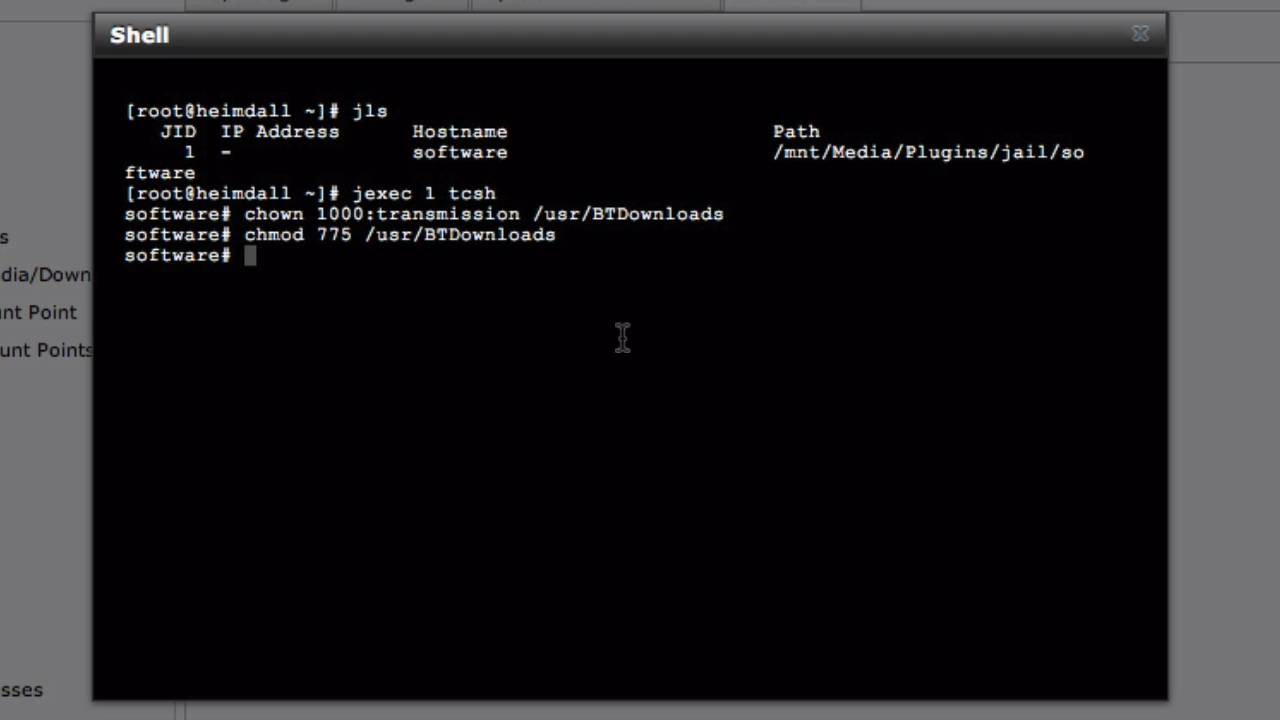 Shell
[root@heimdall ~]# jls
JID IP Address Hostname Path
1 - software /mnt/Media/Plugins/jail/so
ftware
[root@heimdall ~]# jexec 1 tcsh
software# chown 1000:transmission /usr/BTDownloads
software# chmod 775 /usr/BTDownloads
software#
s
dia/Down
unt Point
unt Points
sses